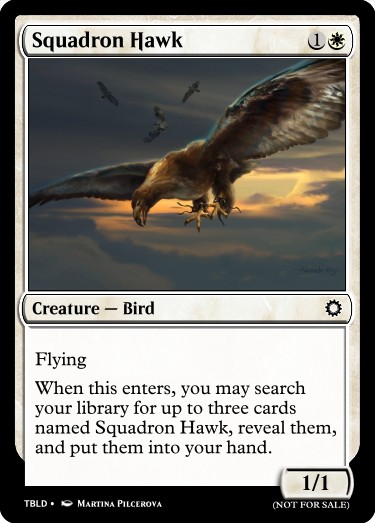 Squadron Hawk 1
Creature — Bird
Flying
When this enters, you may search
your library for up to three cards
named Squadron Hawk, reveal them,
and put them into your hand.
1/1
TBLD • Martina Pilcerova
(NOT FOR SALE)